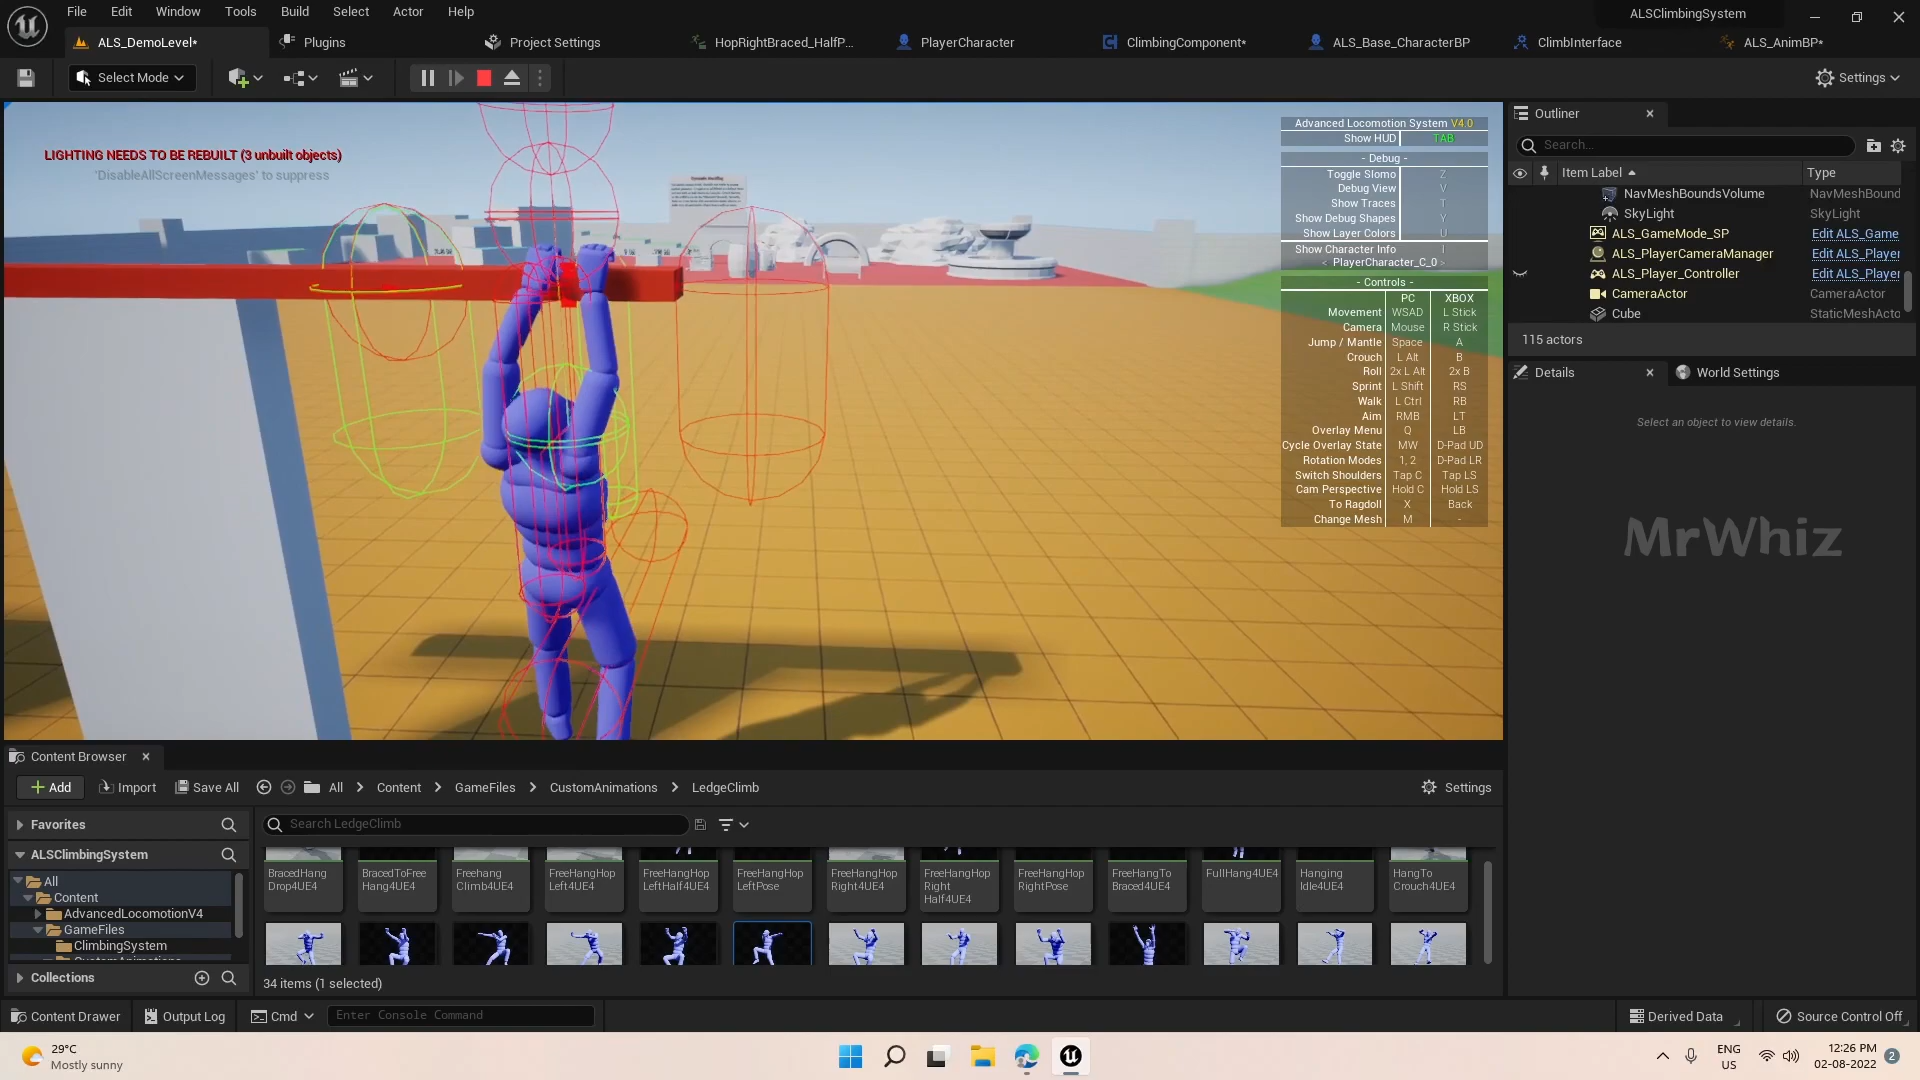 File Edit Window Tools Build Select Actor Help
ALSClimbingSystem
ALS_DemoLevel* Plugins Project Settings HopRightBraced_HalfP... PlayerCharacter ClimbingComponent* ALS_Base_CharacterBP ClimbInterface ALS_AnimBP*
Select Mode Settings
LIGHTING NEEDS TO BE REBUILT (3 unbuilt objects)
'DisableAllScreenMessages' to suppress
Advanced Locomotion System V4.0
Show HUD TAB
- Debug -
Toggle Slomo Z
Debug View V
Show Traces T
Show Debug Shapes Y
Show Layer Colors U
Show Character Info I
< PlayerCharacter_C_0 >
- Controls -
PC XBOX
Movement WSAD L Stick
Camera Mouse R Stick
Jump / Mantle Space A
Crouch L Alt B
Roll 2x L Alt 2x B
Sprint L Shift RS
Walk L Ctrl RB
Aim RMB LT
Overlay Menu Q LB
Cycle Overlay State MW D-Pad UD
Rotation Modes 1, 2 D-Pad LR
Switch Shoulders Tap C Tap LS
Cam Perspective Hold C Hold LS
To Ragdoll X Back
Change Mesh M -
Outliner
Search...
Item Label Type
NavMeshBoundsVolume NavMeshBound
SkyLight SkyLight
ALS_GameMode_SP Edit ALS_Game
ALS_PlayerCameraManager Edit ALS_Player
ALS_Player_Controller Edit ALS_Player
CameraActor CameraActor
Cube StaticMeshActo
115 actors
Details World Settings
Select an object to view details.
MrWhiz
Content Browser
Add Import Save All All > Content > GameFiles > CustomAnimations > LedgeClimb Settings
Favorites
Search LedgeClimb
ALSClimbingSystem
All
Content
AdvancedLocomotionV4
GameFiles
ClimbingSystem
CustomAnimations
Collections
BracedHang
Drop4UE4
BracedToFree
Hang4UE4
Freehang
Climb4UE4
FreeHangHop
Left4UE4
FreeHangHop
LeftHalf4UE4
FreeHangHop
LeftPose
FreeHangHop
Right4UE4
FreeHangHop
Right
Half4UE4
FreeHangHop
RightPose
FreeHangTo
Braced4UE4
FullHang4UE4
Hanging
Idle4UE4
HangTo
Crouch4UE4
34 items (1 selected)
Content Drawer Output Log Cmd Enter Console Command Derived Data Source Control Off
29°C
Mostly sunny
ENG
US
12:26 PM
02-08-2022
2